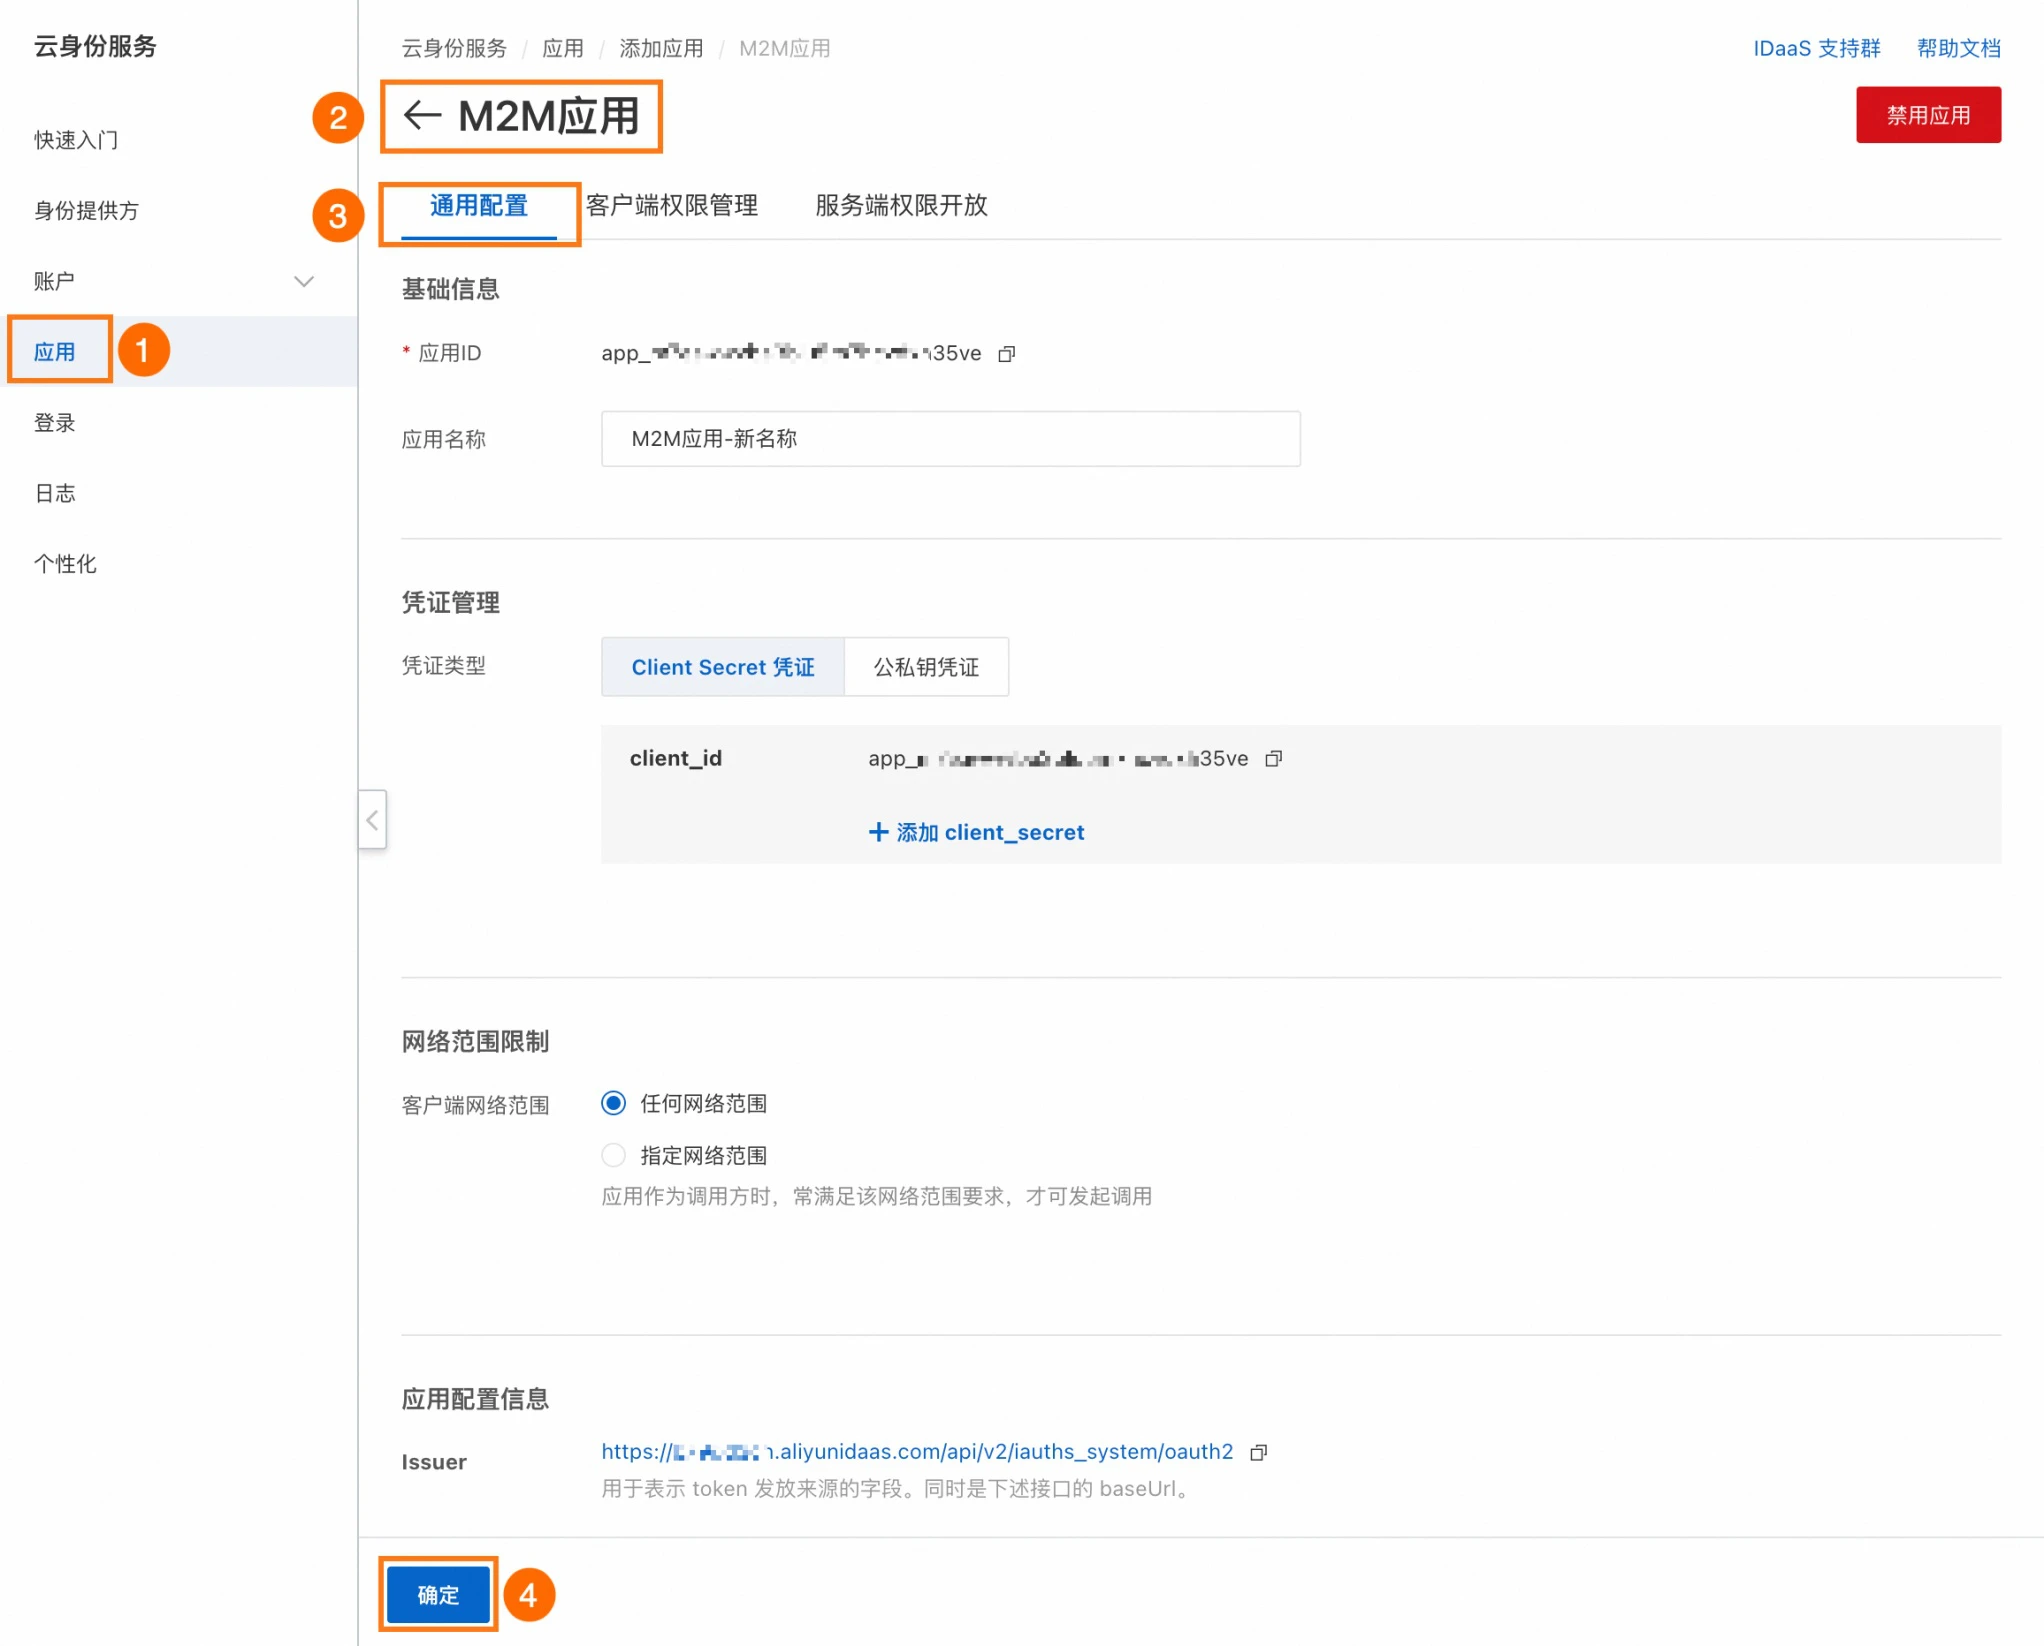 云身份服务
快速入门
身份提供方
账户
应用
1
登录
日志
个性化
云身份服务 / 应用 / 添加应用 / M2M应用
IDaaS 支持群 帮助文档
2
← M2M应用
禁用应用
3
通用配置 客户端权限管理 服务端权限开放
基础信息
* 应用ID app_ 35ve
应用名称 M2M应用-新名称
凭证管理
凭证类型 Client Secret 凭证 公私钥凭证
client_id app_ 35ve
+ 添加 client_secret
网络范围限制
客户端网络范围 任何网络范围
指定网络范围
应用作为调用方时，常满足该网络范围要求，才可发起调用
应用配置信息
Issuer https:// .aliyunidaas.com/api/v2/iauths_system/oauth2
用于表示 token 发放来源的字段。同时是下述接口的 baseUrl。
确定
4